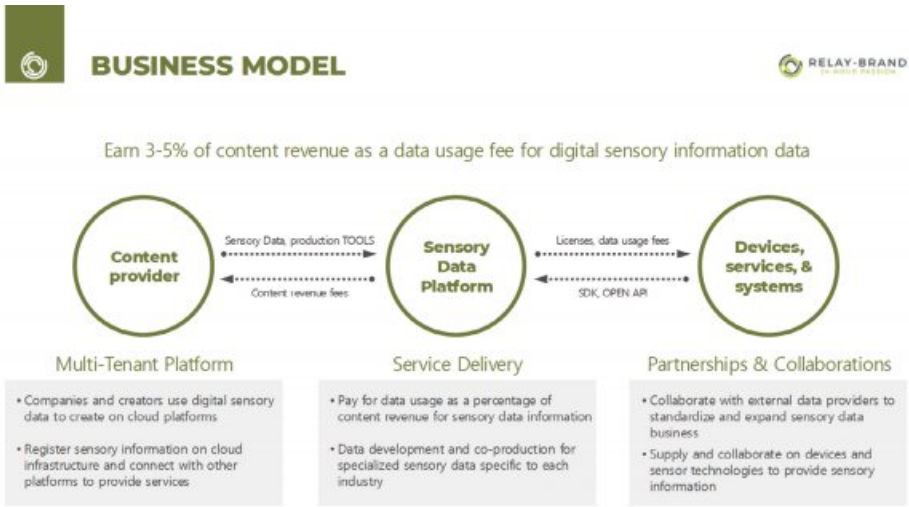 BUSINESS MODEL
RELAY-BRAND
24-HOUR PASSION
Earn 3-5% of content revenue as a data usage fee for digital sensory information data
Content
provider
Sensory Data, production TOOLS
Content revenue fees
Sensory
Data
Platform
Licenses, data usage fees
SDK, OPEN API
Devices,
services, &
systems
Multi-Tenant Platform
• Companies and creators use digital sensory
data to create on cloud platforms
• Register sensory information on cloud
infrastructure and connect with other
platforms to provide services
Service Delivery
• Pay for data usage as a percentage of
content revenue for sensory data information
• Data development and co-production for
specialized sensory data specific to each
industry
Partnerships & Collaborations
• Collaborate with external data providers to
standardize and expand sensory data
business
• Supply and collaborate on devices and
sensor technologies to provide sensory
information